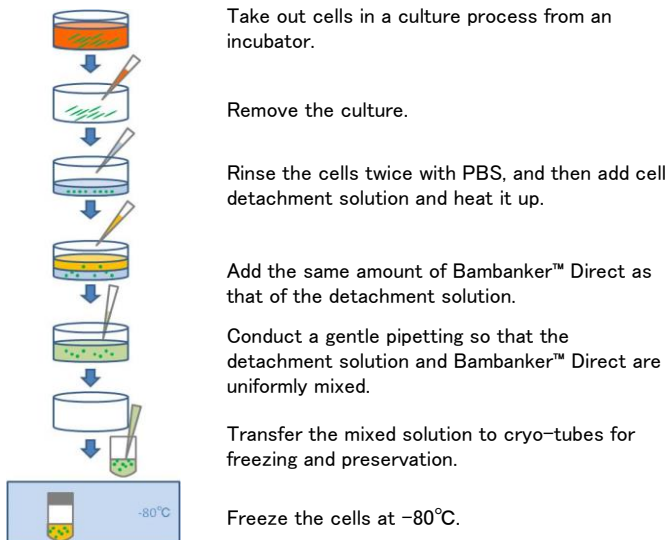 Take out cells in a culture process from an
incubator.
Remove the culture.
Rinse the cells twice with PBS, and then add cell
detachment solution and heat it up.
Add the same amount of Bambanker™ Direct as
that of the detachment solution.
Conduct a gentle pipetting so that the
detachment solution and Bambanker™ Direct are
uniformly mixed.
Transfer the mixed solution to cryo-tubes for
freezing and preservation.
-80℃
Freeze the cells at -80℃.